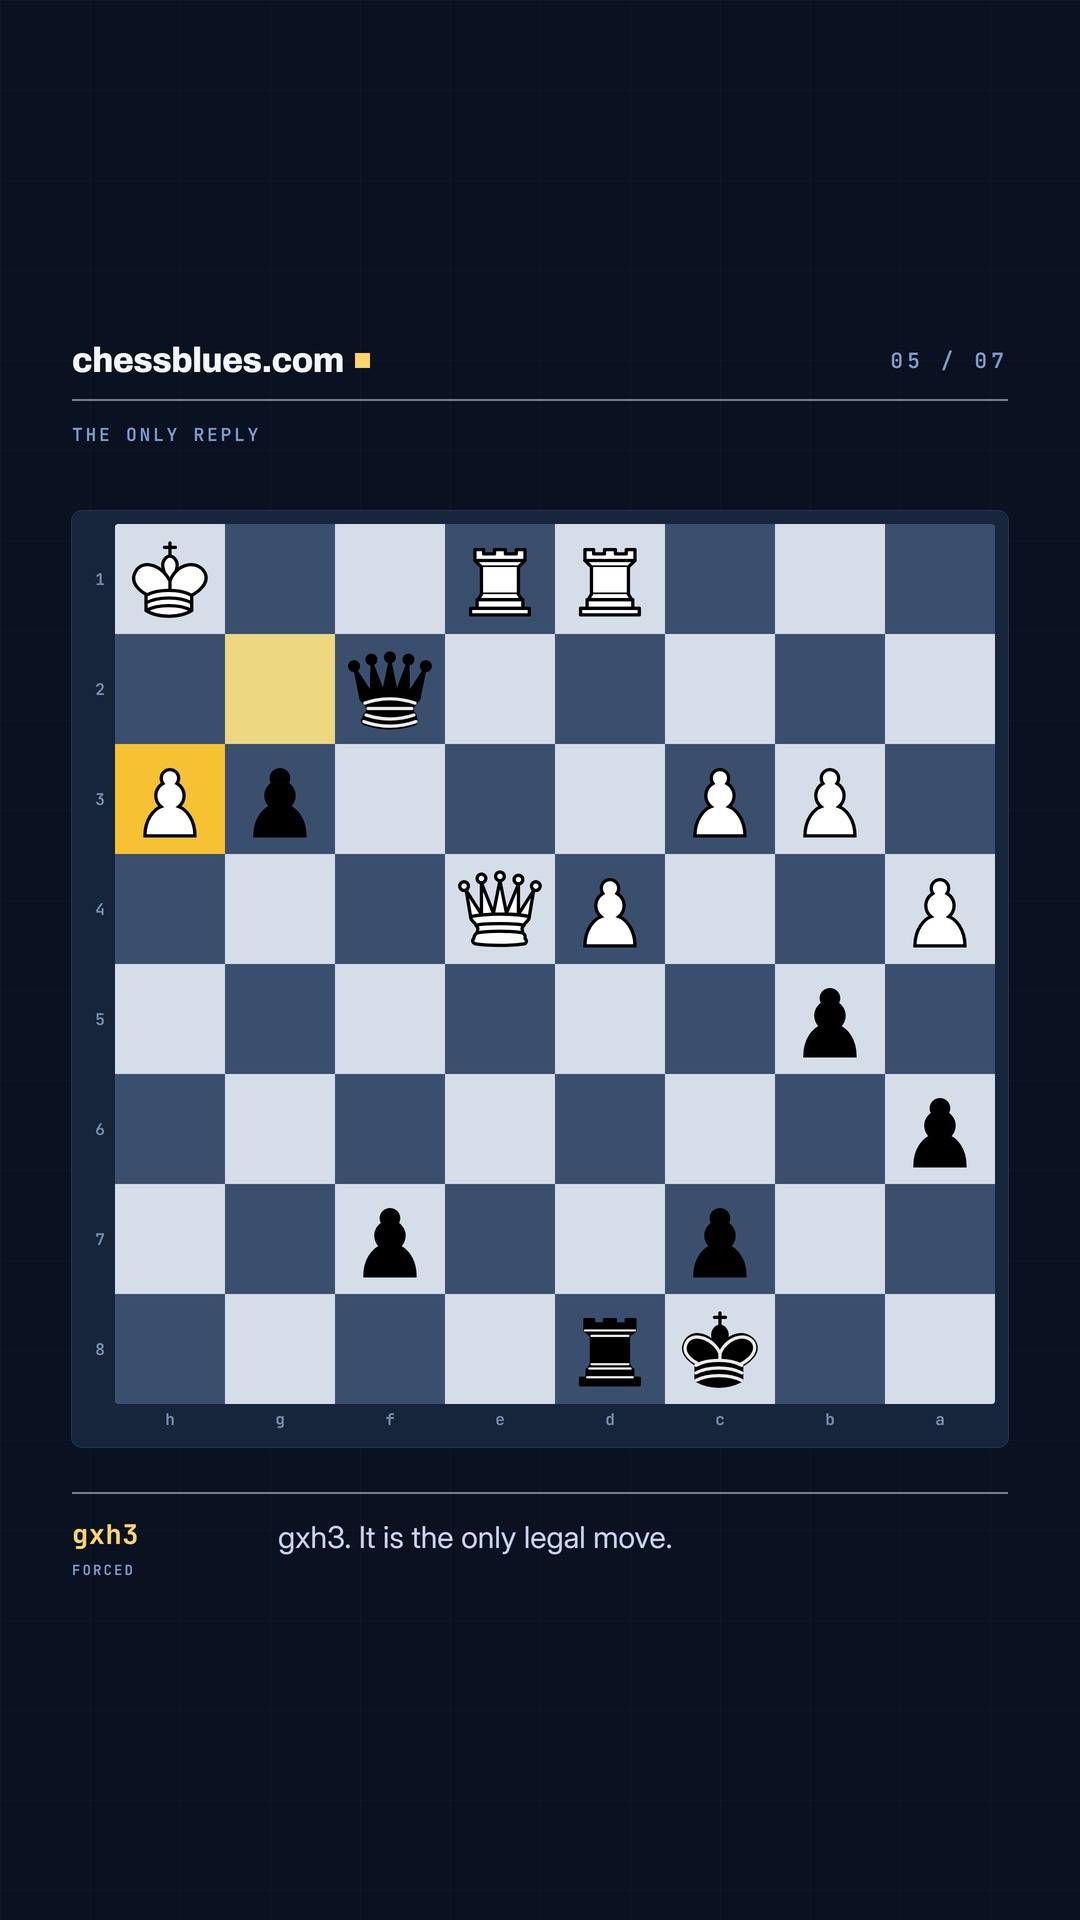 chessblues.com
05 / 07
THE ONLY REPLY
1
2
3
4
5
6
7
8
h g f e d c b a
gxh3
FORCED
gxh3. It is the only legal move.